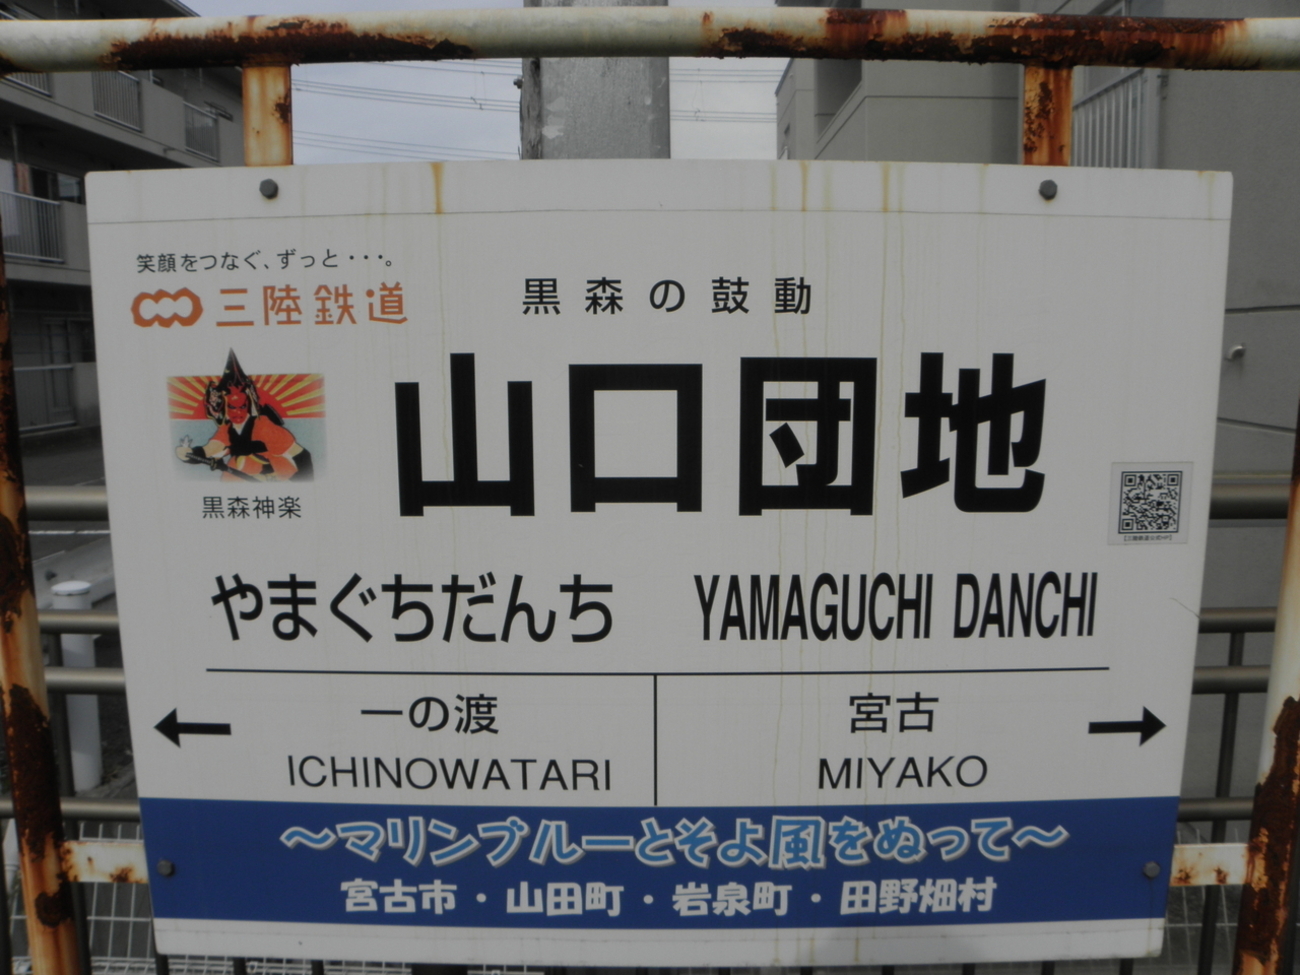 笑顔をつなぐ、ずっと・・・。
三陸鉄道
黒森の鼓動
山口団地
黒森神楽
やまぐちだんち YAMAGUCHI DANCHI
一の渡 宮古
ICHINOWATARI MIYAKO
～マリンブルーとそよ風をぬって～
宮古市・山田町・岩泉町・田野畑村